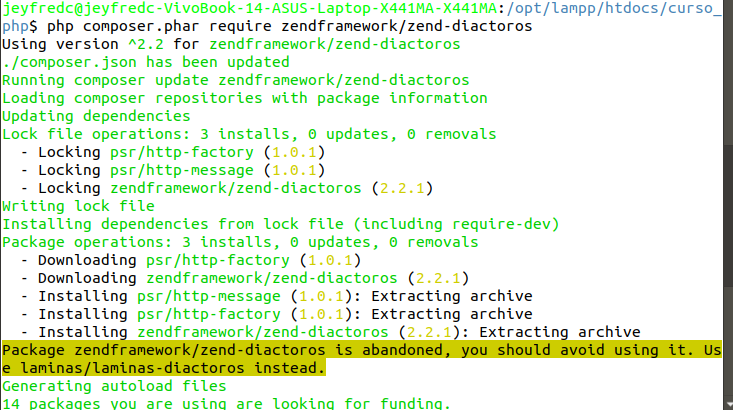 jeyfredc@jeyfredc-VivoBook-14-ASUS-Laptop-X441MA-X441MA:/opt/lampp/htdocs/curso_
php$ php composer.phar require zendframework/zend-diactoros
Using version ^2.2 for zendframework/zend-diactoros
./composer.json has been updated
Running composer update zendframework/zend-diactoros
Loading composer repositories with package information
Updating dependencies
Lock file operations: 3 installs, 0 updates, 0 removals
  - Locking psr/http-factory (1.0.1)
  - Locking psr/http-message (1.0.1)
  - Locking zendframework/zend-diactoros (2.2.1)
Writing lock file
Installing dependencies from lock file (including require-dev)
Package operations: 3 installs, 0 updates, 0 removals
  - Downloading psr/http-factory (1.0.1)
  - Downloading zendframework/zend-diactoros (2.2.1)
  - Installing psr/http-message (1.0.1): Extracting archive
  - Installing psr/http-factory (1.0.1): Extracting archive
  - Installing zendframework/zend-diactoros (2.2.1): Extracting archive
Package zendframework/zend-diactoros is abandoned, you should avoid using it. Us
e laminas/laminas-diactoros instead.
Generating autoload files
14 packages you are using are looking for funding.